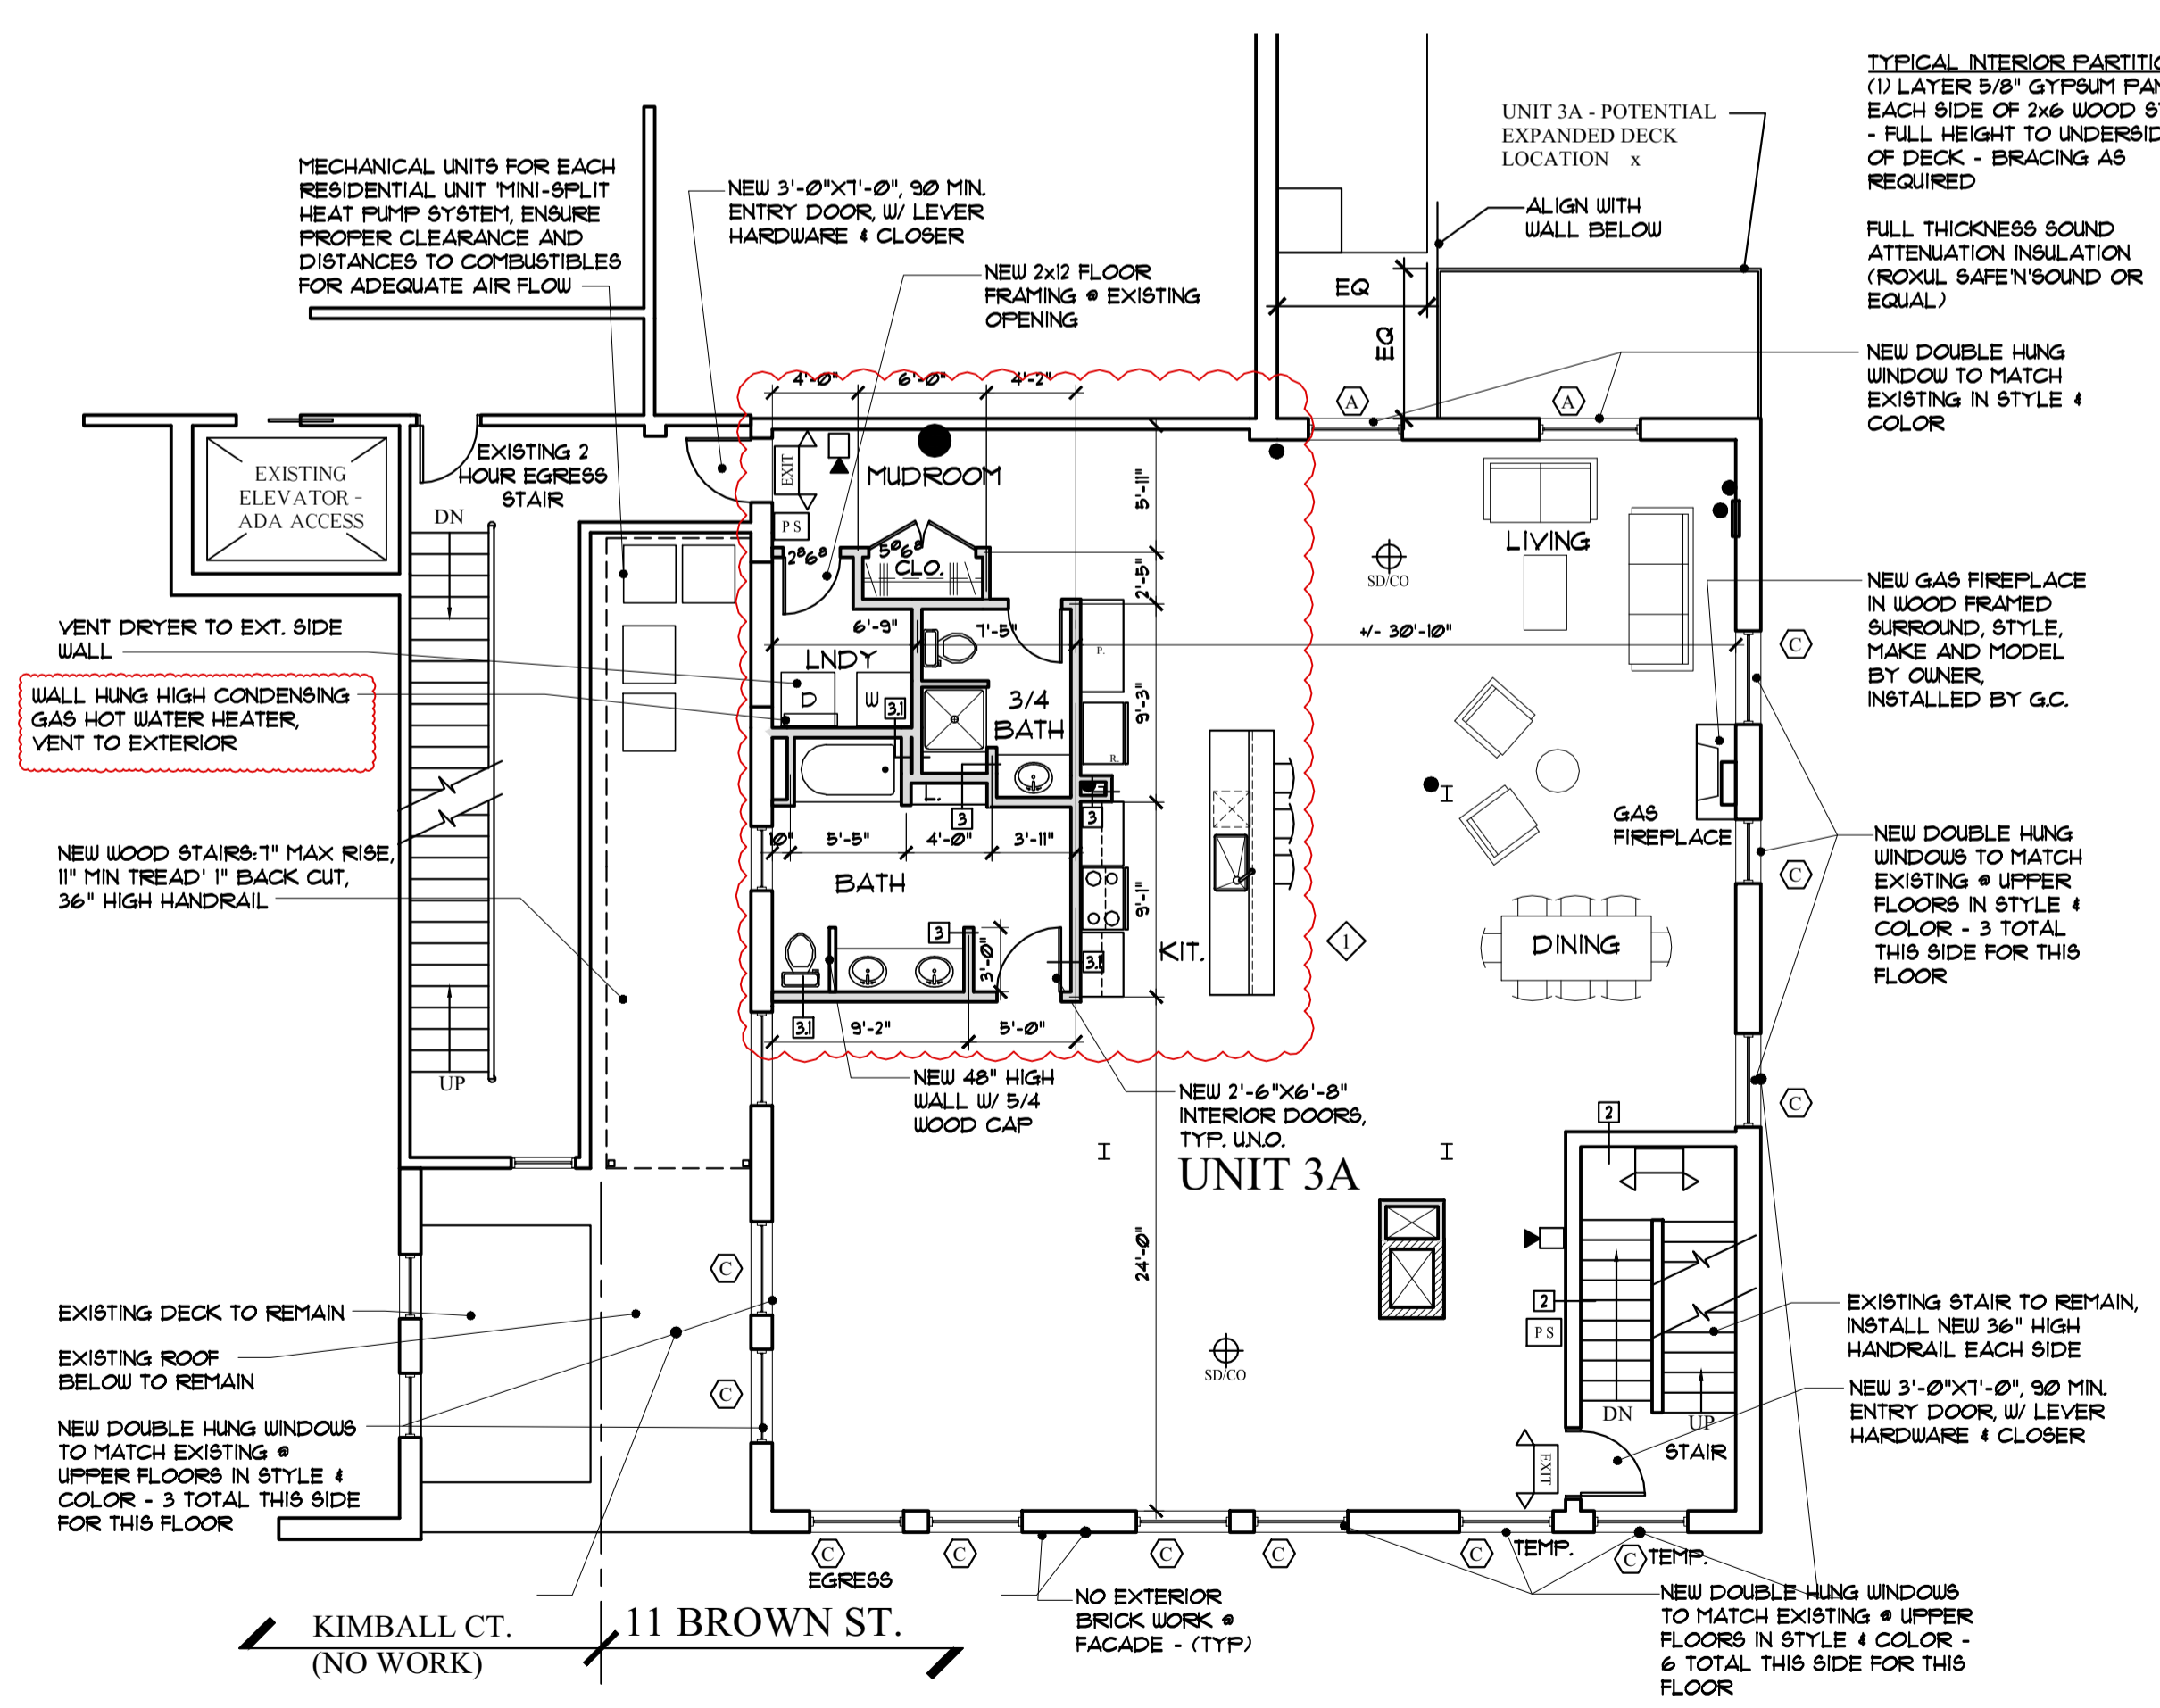 TYPICAL INTERIOR PARTITIO
(1) LAYER 5/8" GYPSUM PAN
EACH SIDE OF 2x6 WOOD ST
- FULL HEIGHT TO UNDERSID
OF DECK - BRACING AS
REQUIRED
FULL THICKNESS SOUND
ATTENUATION INSULATION
(ROXUL SAFE'N'SOUND OR
EQUAL)
UNIT 3A - POTENTIAL
EXPANDED DECK
LOCATION x
ALIGN WITH
WALL BELOW
MECHANICAL UNITS FOR EACH
RESIDENTIAL UNIT 'MINI-SPLIT
HEAT PUMP SYSTEM, ENSURE
PROPER CLEARANCE AND
DISTANCES TO COMBUSTIBLES
FOR ADEQUATE AIR FLOW
NEW 3'-0"X7'-0", 90 MIN.
ENTRY DOOR, W/ LEVER
HARDWARE & CLOSER
NEW 2x12 FLOOR
FRAMING @ EXISTING
OPENING
EQ
EQ
NEW DOUBLE HUNG
WINDOW TO MATCH
EXISTING IN STYLE &
COLOR
4'-0"
6'-0"
4'-2"
A
A
EXISTING
ELEVATOR -
ADA ACCESS
EXISTING 2
HOUR EGRESS
STAIR
DN
EXIT
MUDROOM
P S
5'-11"
LIVING
2⁸6⁸
5⁰6⁸
CLO.
2'-5"
SD/CO
NEW GAS FIREPLACE
IN WOOD FRAMED
SURROUND, STYLE,
MAKE AND MODEL
BY OWNER,
INSTALLED BY G.C.
VENT DRYER TO EXT. SIDE
WALL
6'-9"
7'-5"
+/- 30'-10"
P.
C
LNDY
D
W
3.1
3/4
BATH
9'-3"
R.
WALL HUNG HIGH CONDENSING
GAS HOT WATER HEATER,
VENT TO EXTERIOR
L.
3
3
GAS
FIREPLACE
10"
5'-5"
4'-0"
3'-11"
BATH
9'-1"
C
NEW DOUBLE HUNG
WINDOWS TO MATCH
EXISTING @ UPPER
FLOORS IN STYLE &
COLOR - 3 TOTAL
THIS SIDE FOR THIS
FLOOR
NEW WOOD STAIRS:7" MAX RISE,
11" MIN TREAD' 1" BACK CUT,
36" HIGH HANDRAIL
3
3'-0"
3.1
KIT.
1
DINING
3.1
9'-2"
5'-0"
UP
NEW 48" HIGH
WALL W/ 5/4
WOOD CAP
NEW 2'-6"X6'-8"
INTERIOR DOORS,
TYP. U.N.O.
UNIT 3A
C
2
24'-0"
C
2
P S
SD/CO
C
EXISTING DECK TO REMAIN
EXISTING ROOF
BELOW TO REMAIN
NEW DOUBLE HUNG WINDOWS
TO MATCH EXISTING @
UPPER FLOORS IN STYLE &
COLOR - 3 TOTAL THIS SIDE
FOR THIS FLOOR
EXISTING STAIR TO REMAIN,
INSTALL NEW 36" HIGH
HANDRAIL EACH SIDE
NEW 3'-0"X7'-0", 90 MIN.
ENTRY DOOR, W/ LEVER
HARDWARE & CLOSER
DN
UP
STAIR
EXIT
C
C
C
C
C
TEMP.
C
TEMP.
EGRESS
NO EXTERIOR
BRICK WORK @
FACADE - (TYP)
NEW DOUBLE HUNG WINDOWS
TO MATCH EXISTING @ UPPER
FLOORS IN STYLE & COLOR -
6 TOTAL THIS SIDE FOR THIS
FLOOR
KIMBALL CT.
(NO WORK)
11 BROWN ST.